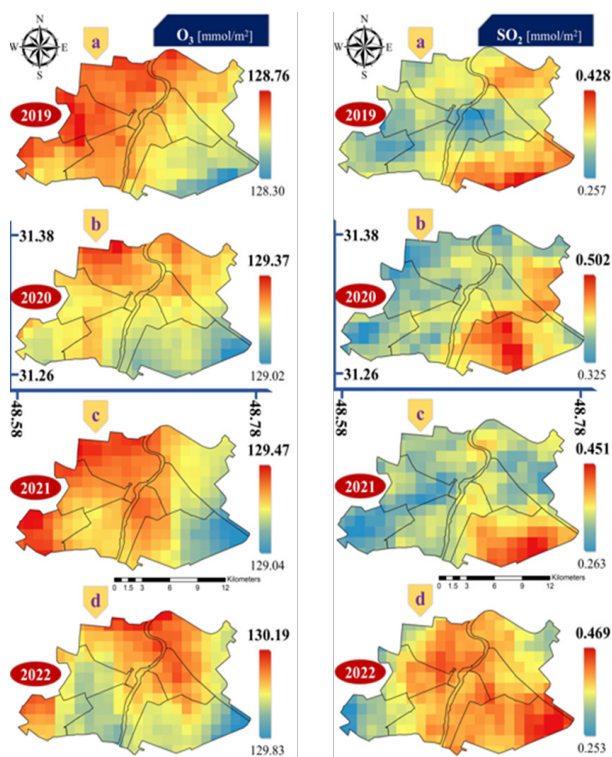 N
W E
S
a
O3 [mmol/m²]
128.76
2019
128.30
b
31.38
129.37
2020
31.26
129.02
48.58
48.78
c
129.47
2021
129.04
Kilometers
0 1.5 3 6 9 12
d
130.19
2022
129.83
N
W E
S
a
SO2 [mmol/m²]
0.428
2019
0.257
b
31.38
0.502
2020
31.26
0.325
48.58
48.78
c
0.451
2021
0.263
Kilometers
0 1.5 3 6 9 12
d
0.469
2022
0.253